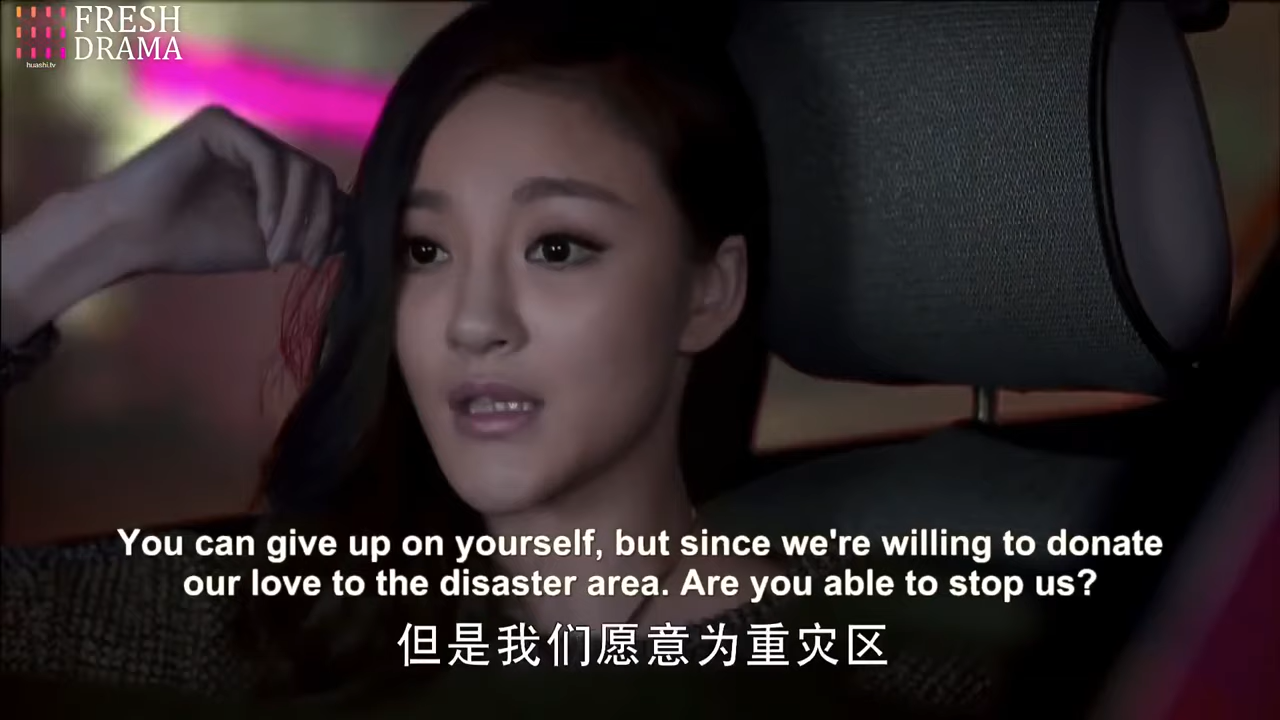 FRESH
DRAMA
huashi.tv
You can give up on yourself, but since we're willing to donate
our love to the disaster area. Are you able to stop us?
但是我们愿意为重灾区